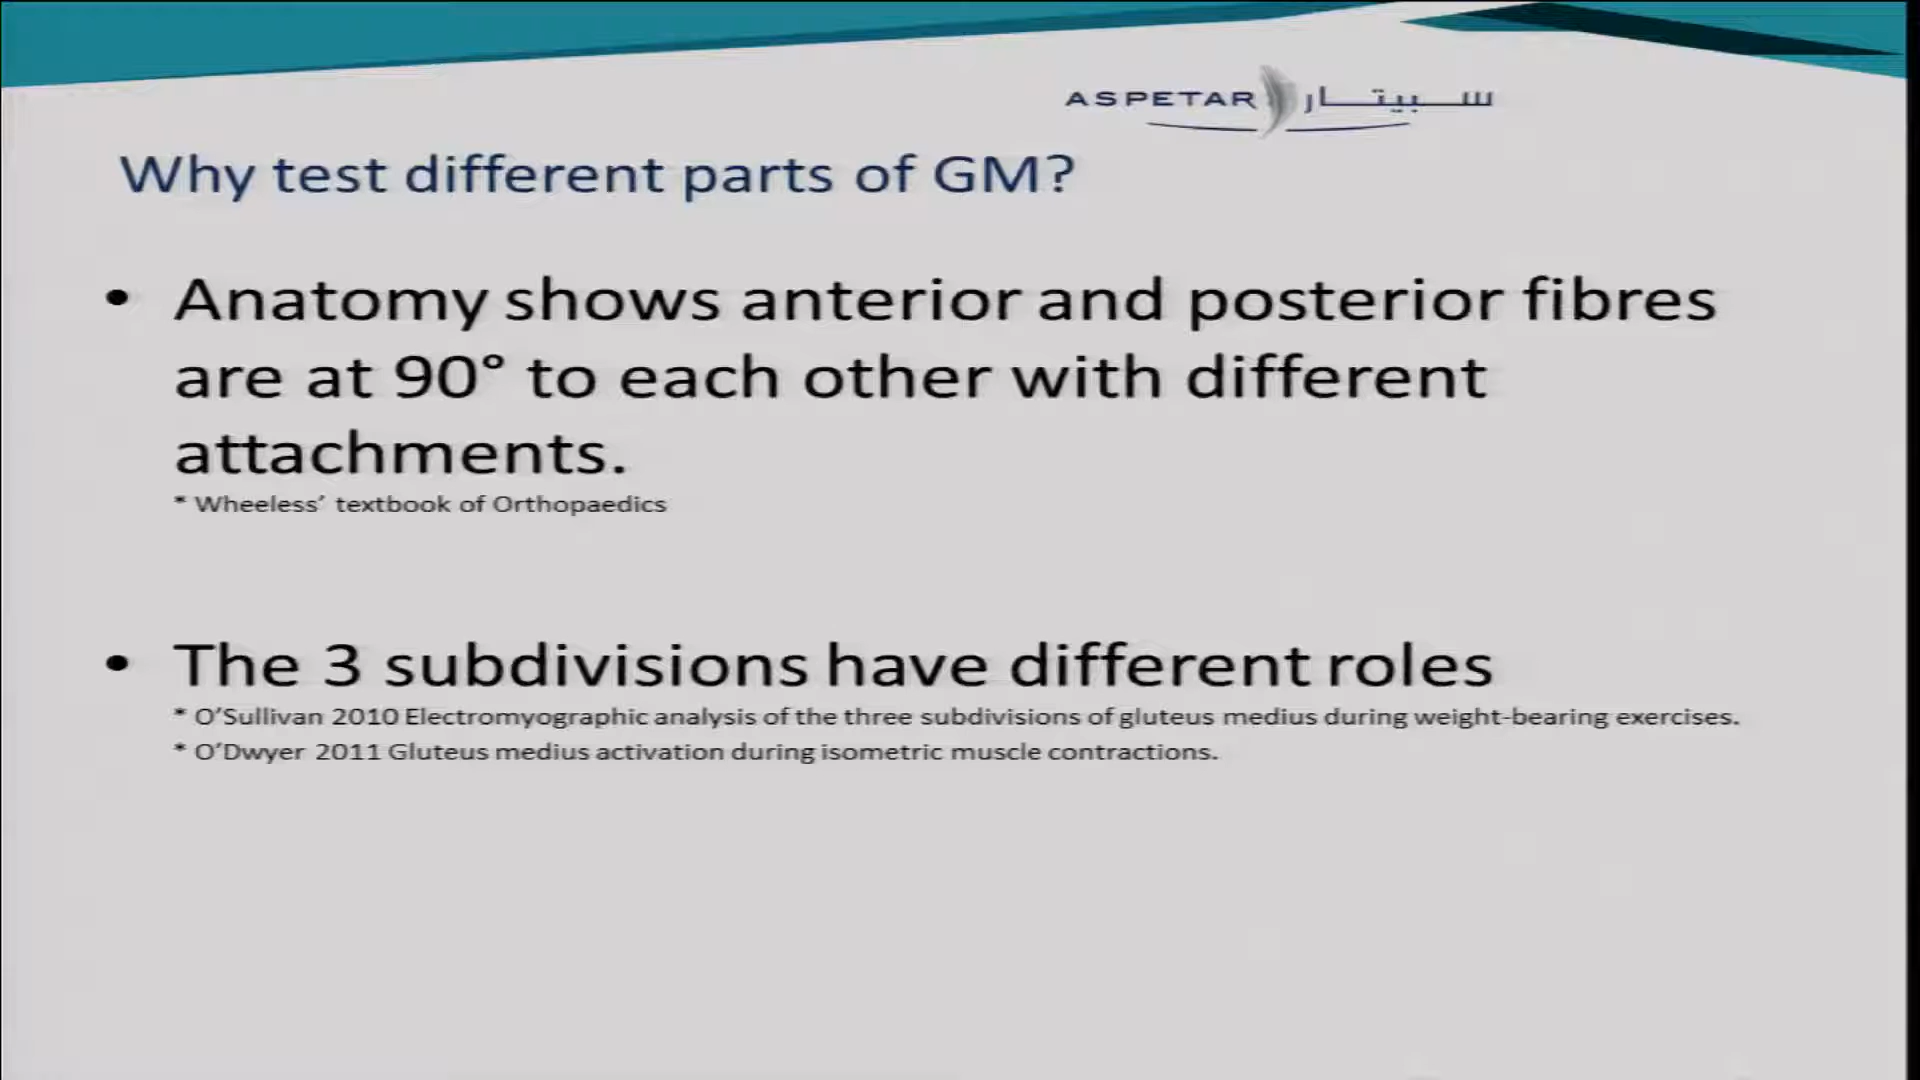 ASPETAR سبيتار
Why test different parts of GM?
• Anatomy shows anterior and posterior fibres
are at 90° to each other with different
attachments.
* Wheeless’ textbook of Orthopaedics
• The 3 subdivisions have different roles
* O’Sullivan 2010 Electromyographic analysis of the three subdivisions of gluteus medius during weight-bearing exercises.
* O’Dwyer 2011 Gluteus medius activation during isometric muscle contractions.